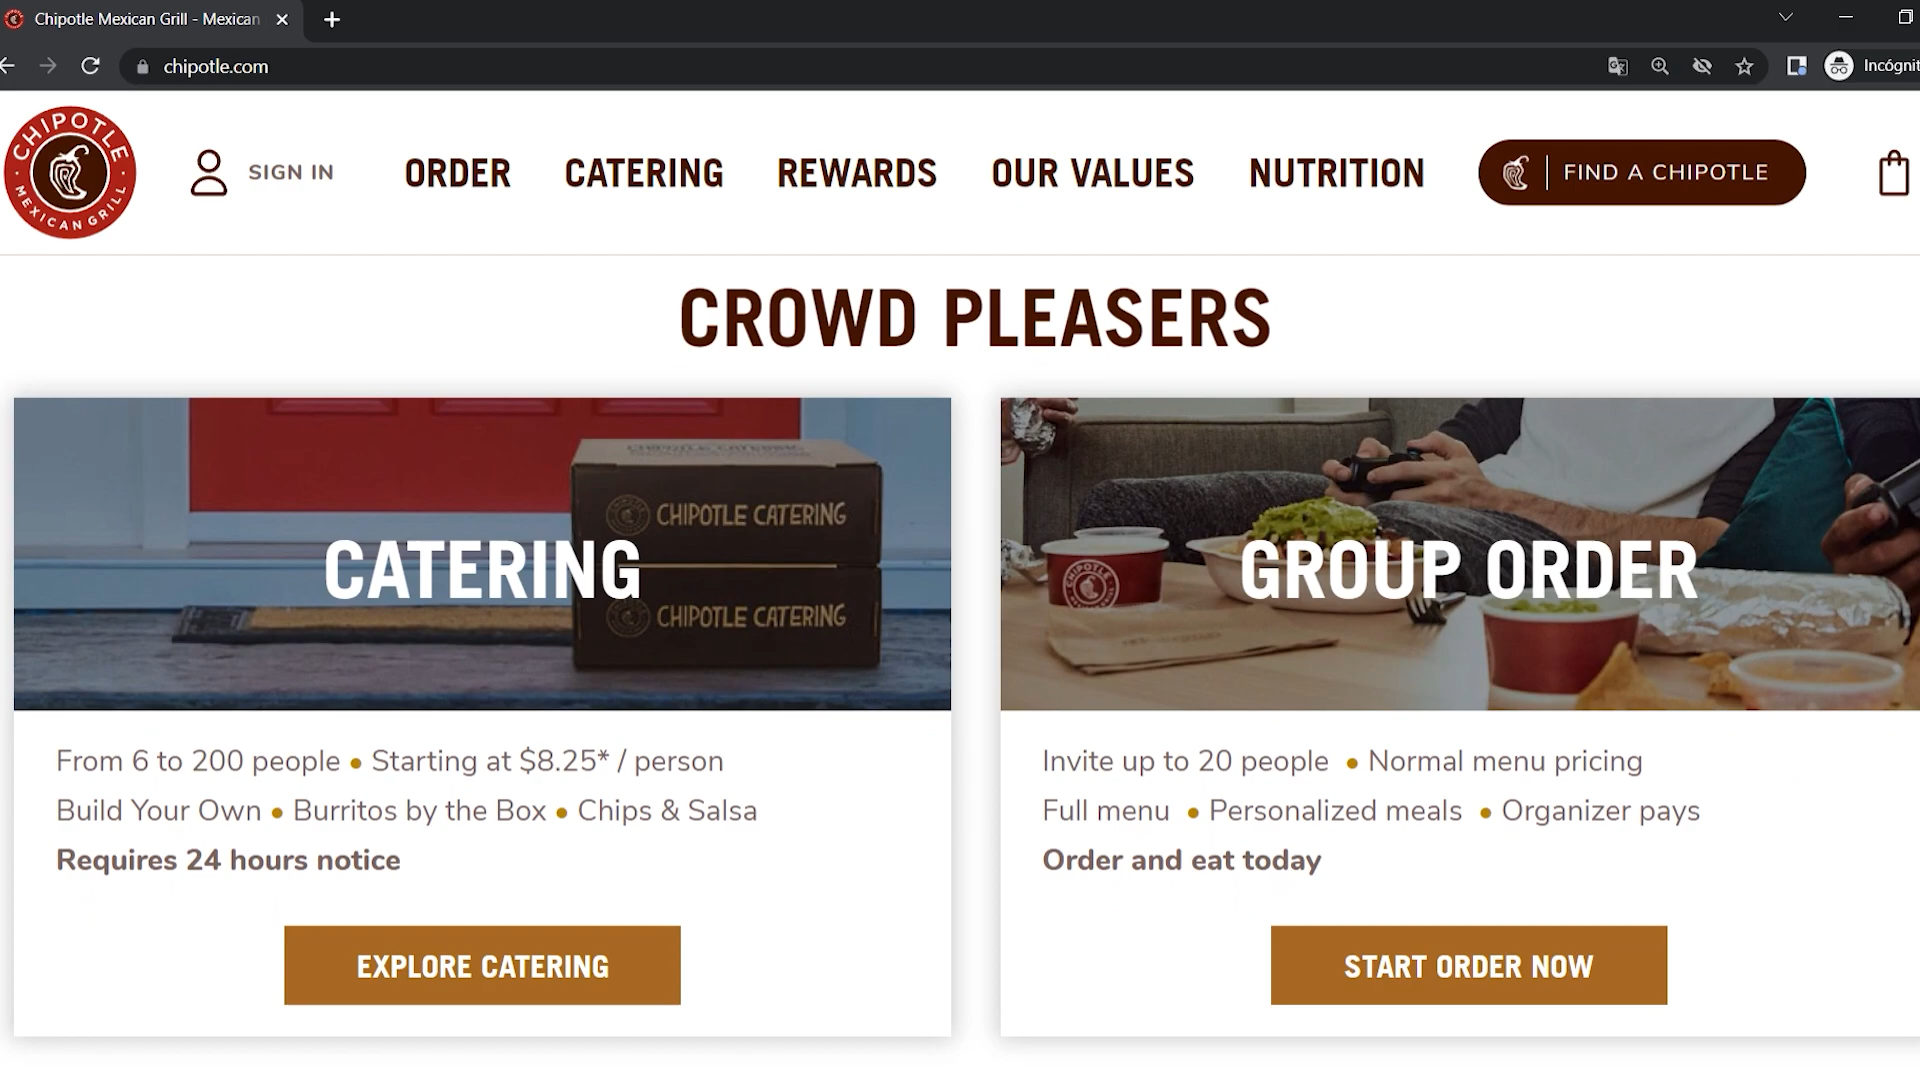 Chipotle Mexican Grill - Mexican
chipotle.com
Incógnit
CHIPOTLE
MEXICAN GRILL
SIGN IN
ORDER
CATERING
REWARDS
OUR VALUES
NUTRITION
FIND A CHIPOTLE
CROWD PLEASERS
CHIPOTLE CATERING
CHIPOTLE CATERING
CHIPOTLE CATERING
CATERING
From 6 to 200 people • Starting at $8.25* / person
Build Your Own • Burritos by the Box • Chips & Salsa
Requires 24 hours notice
EXPLORE CATERING
CHIPOTLE
GROUP ORDER
Invite up to 20 people • Normal menu pricing
Full menu • Personalized meals • Organizer pays
Order and eat today
START ORDER NOW